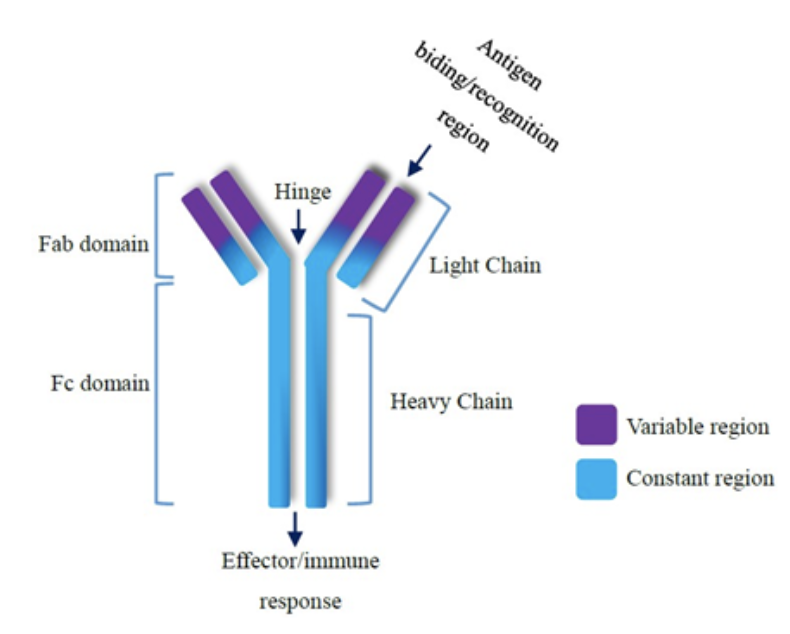 Antigen
biding/recognition
region
Hinge
Fab domain
Light Chain
Fc domain
Heavy Chain
Variable region
Constant region
Effector/immune
response